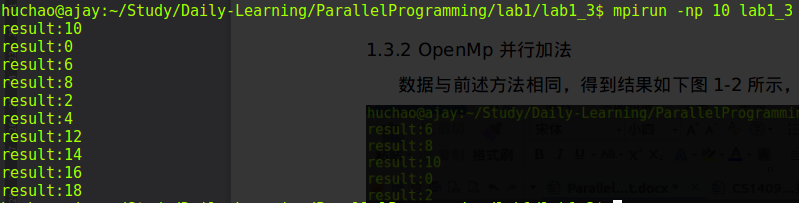 huchao@ajay:~/Study/Daily-Learning/ParallelProgramming/lab1/lab1_3$ mpirun -np 10 lab1_3
result:10
result:0
result:6
result:8
result:2
result:4
result:12
result:14
result:16
result:18
1.3.2 OpenMp 并行加法
数据与前述方法相同，得到结果如下图 1-2 所示，
huchao@ajay:~/Study/Daily-Learning/ParallelProgrammin
result:6
result:8
result:10
result:0
result:2